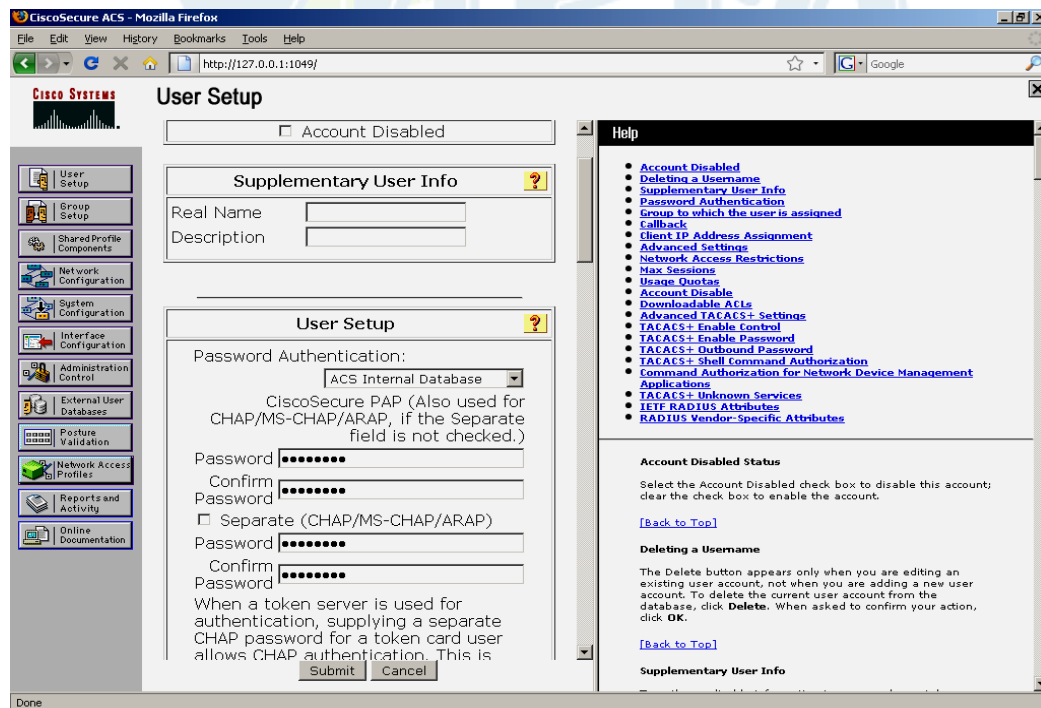 CiscoSecure ACS - Mozilla Firefox
File Edit View History Bookmarks Tools Help
http://127.0.0.1:1049/
G Google
CISCO SYSTEMS
User Setup
User Setup
Group Setup
Shared Profile Components
Network Configuration
System Configuration
Interface Configuration
Administration Control
External User Databases
Posture Validation
Network Access Profiles
Reports and Activity
Online Documentation
Account Disabled
Supplementary User Info ?
Real Name
Description
User Setup ?
Password Authentication:
ACS Internal Database
CiscoSecure PAP (Also used for
CHAP/MS-CHAP/ARAP, if the Separate
field is not checked.)
Password ••••••••
Confirm
Password ••••••••
Separate (CHAP/MS-CHAP/ARAP)
Password ••••••••
Confirm
Password ••••••••
When a token server is used for
authentication, supplying a separate
CHAP password for a token card user
allows CHAP authentication. This is
Submit Cancel
Help
Account Disabled
Deleting a Username
Supplementary User Info
Password Authentication
Group to which the user is assigned
Callback
Client IP Address Assignment
Advanced Settings
Network Access Restrictions
Max Sessions
Usage Quotas
Account Disable
Downloadable ACLs
Advanced TACACS+ Settings
TACACS+ Enable Control
TACACS+ Enable Password
TACACS+ Outbound Password
TACACS+ Shell Command Authorization
Command Authorization for Network Device Management
Applications
TACACS+ Unknown Services
IETF RADIUS Attributes
RADIUS Vendor-Specific Attributes
Account Disabled Status
Select the Account Disabled check box to disable this account;
clear the check box to enable the account.
[Back to Top]
Deleting a Username
The Delete button appears only when you are editing an
existing user account, not when you are adding a new user
account. To delete the current user account from the
database, click Delete. When asked to confirm your action,
click OK.
[Back to Top]
Supplementary User Info
Done